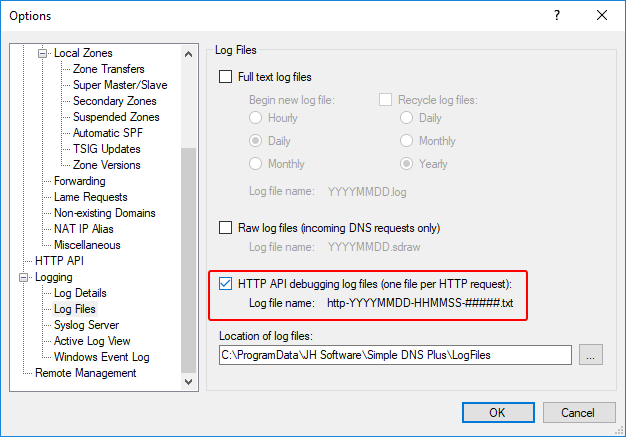 Options
Local Zones
Zone Transfers
Super Master/Slave
Secondary Zones
Suspended Zones
Automatic SPF
TSIG Updates
Zone Versions
Forwarding
Lame Requests
Non-existing Domains
NAT IP Alias
Miscellaneous
HTTP API
Logging
Log Details
Log Files
Syslog Server
Active Log View
Windows Event Log
Remote Management
Log Files
Full text log files
Begin new log file: Recycle log files:
Hourly Daily
Daily Monthly
Monthly Yearly
Log file name: YYYYMMDD.log
Raw log files (incoming DNS requests only)
Log file name: YYYYMMDD.sdraw
HTTP API debugging log files (one file per HTTP request):
Log file name: http-YYYYMMDD-HHMMSS-#####.txt
Location of log files:
C:\ProgramData\JH Software\Simple DNS Plus\LogFiles ...
OK Cancel